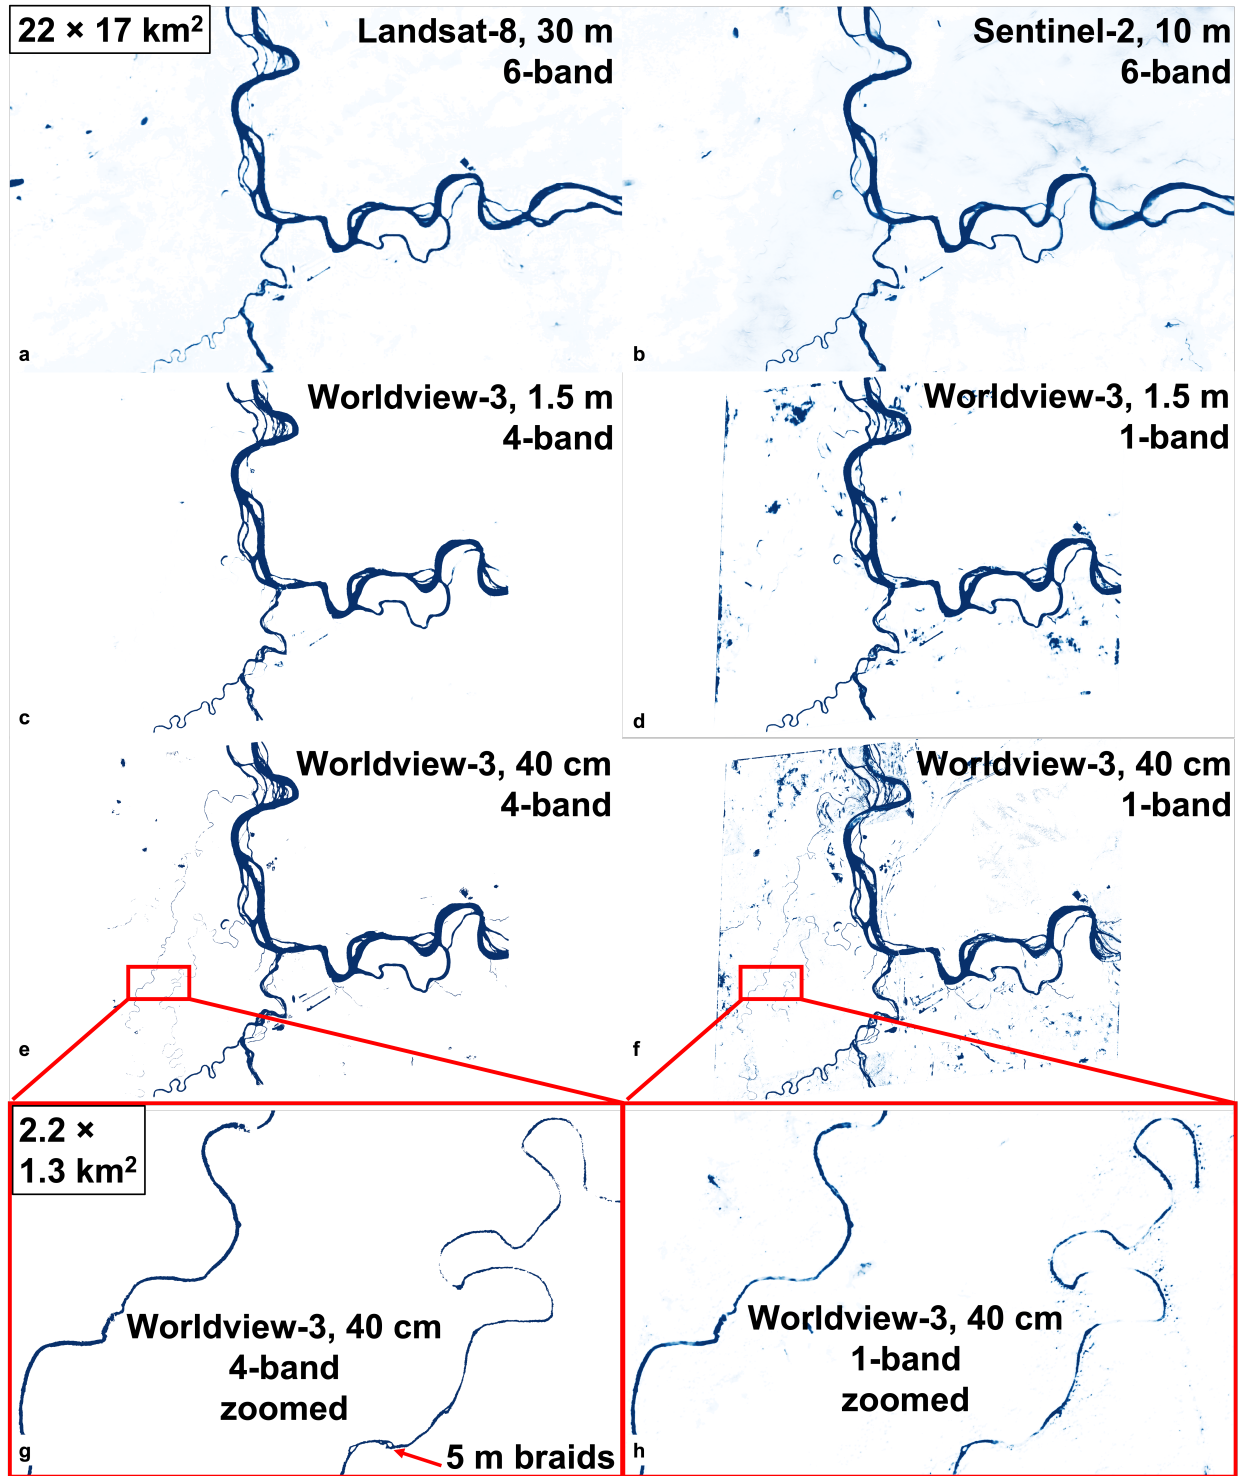 22 × 17 km²
Landsat-8, 30 m
6-band
a
Sentinel-2, 10 m
6-band
b
Worldview-3, 1.5 m
4-band
c
Worldview-3, 1.5 m
1-band
d
Worldview-3, 40 cm
4-band
e
Worldview-3, 40 cm
1-band
f
2.2 ×
1.3 km²
Worldview-3, 40 cm
4-band
zoomed
5 m braids
g
Worldview-3, 40 cm
1-band
zoomed
h